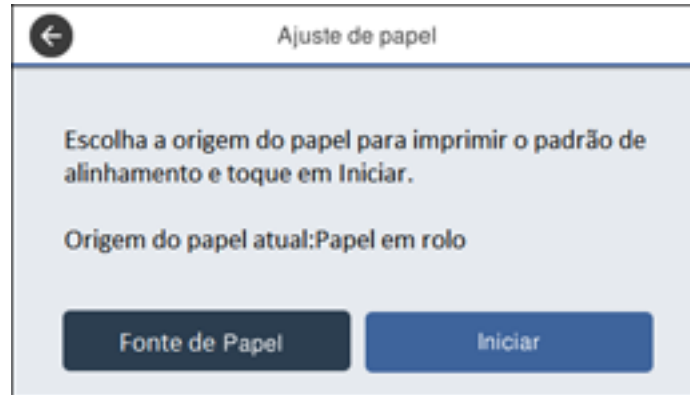 Ajuste de papel
Escolha a origem do papel para imprimir o padrão de
alinhamento e toque em Iniciar.
Origem do papel atual:Papel em rolo
Fonte de Papel
Iniciar